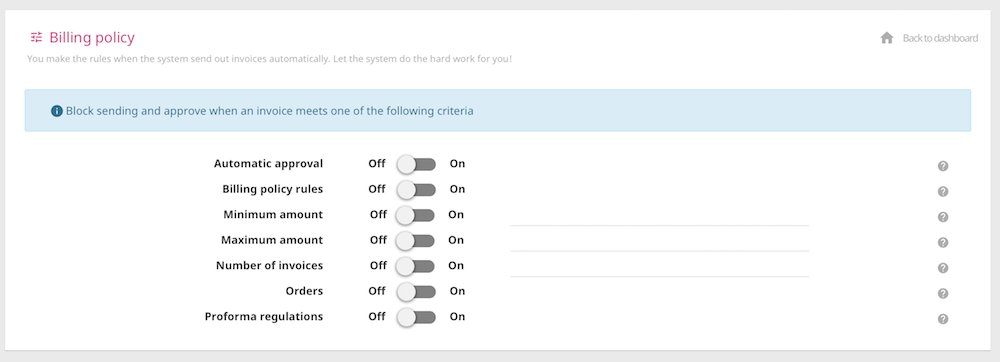 Billing policy
Back to dashboard
You make the rules when the system send out invoices automatically. Let the system do the hard work for you!
Block sending and approve when an invoice meets one of the following criteria
Automatic approval Off On
Billing policy rules Off On
Minimum amount Off On
Maximum amount Off On
Number of invoices Off On
Orders Off On
Proforma regulations Off On